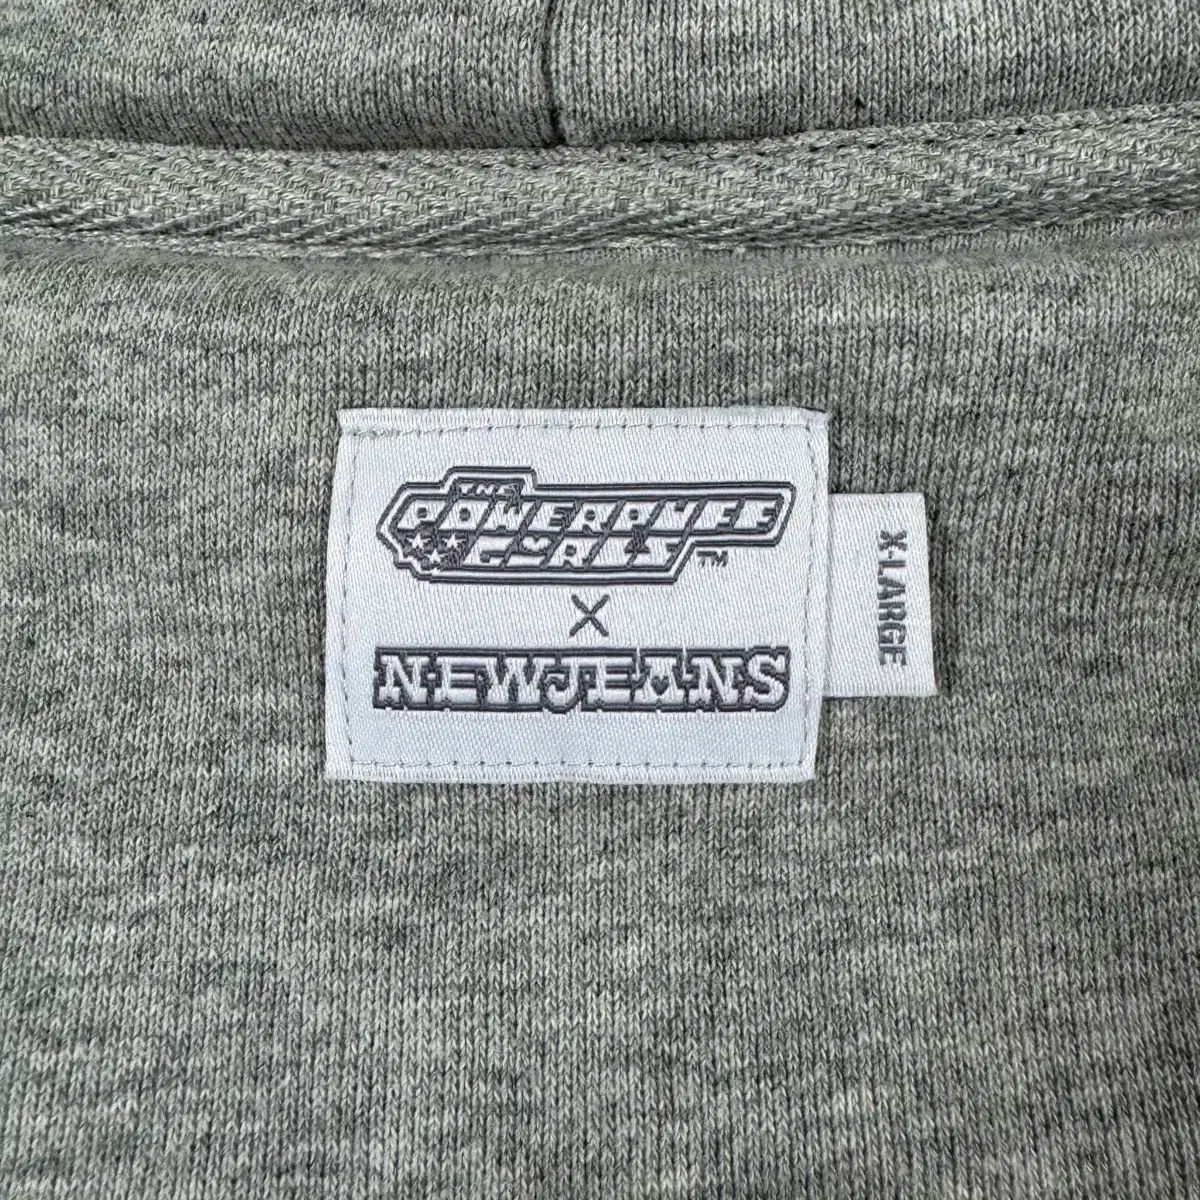 THE
POWERPUFF
GIRLS TM
X
NEWJEANS
X-LARGE